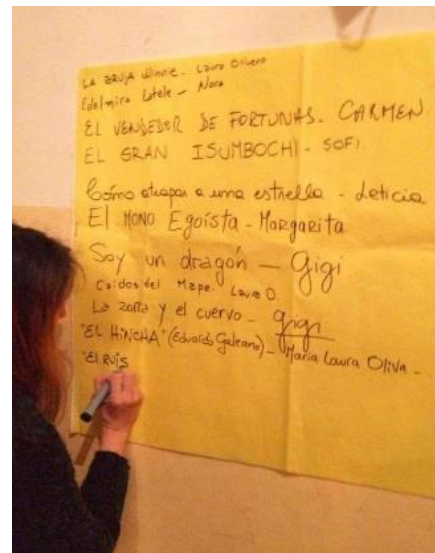 LA BRUJA Winnie - Laura Olivero
Edelmira Lotele - Nora
EL VENDEDOR DE FORTUNAS - CARMEN.
EL GRAN ISUMBOCHI - SOFI.
Cómo atrapar a una estrella - Leticia
El MONO Egoísta - MARGARITA
Soy un dragón - Gigi
Caídos del Mapa. Laura O.
La zorra y el cuervo - gigi
"EL HINCHA" (Eduardo Galeano) - María Laura Oliva -
"El RUIS